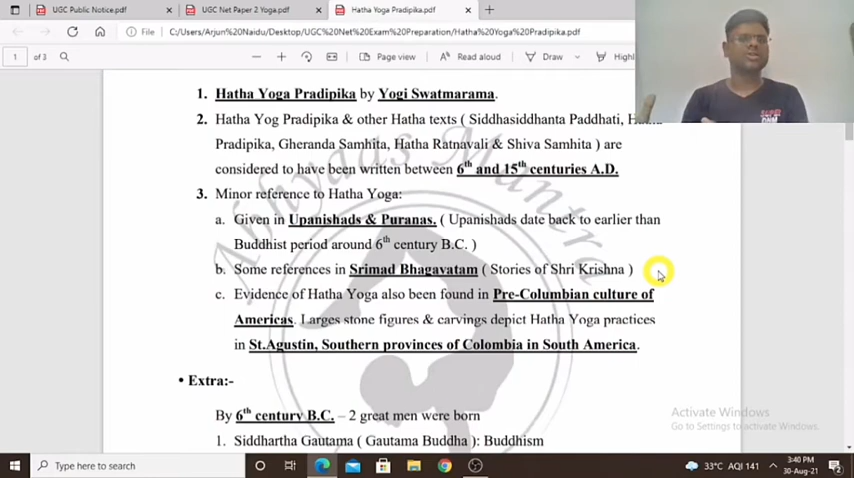 UGC Public Notice.pdf
UGC Net Paper 2 Yoga.pdf
Hatha Yoga Pradipika.pdf
File
C:/Users/Arjun%20Naidu/Desktop/UGC%20Net%20Exam%20Preparation/Hatha%20Yoga%20Pradipika.pdf
1 of 3
Page view
Read aloud
Draw
Highl
1. Hatha Yoga Pradipika by Yogi Swatmarama.
2. Hatha Yog Pradipika & other Hatha texts ( Siddhasiddhanta Paddhati,
Pradipika, Gheranda Samhita, Hatha Ratnavali & Shiva Samhita ) are
considered to have been written between 6th and 15th centuries A.D.
3. Minor reference to Hatha Yoga:
a. Given in Upanishads & Puranas. ( Upanishads date back to earlier than
Buddhist period around 6th century B.C. )
b. Some references in Srimad Bhagavatam ( Stories of Shri Krishna )
c. Evidence of Hatha Yoga also been found in Pre-Columbian culture of
Americas. Larges stone figures & carvings depict Hatha Yoga practices
in St.Agustin, Southern provinces of Colombia in South America.
• Extra:-
By 6th century B.C. – 2 great men were born
1. Siddhartha Gautama ( Gautama Buddha ): Buddhism
Abhyaas Mantra
SUPER
Activate Windows
Go to Settings to activate Windows.
Type here to search
33°C AQI 141
3:40 PM
30-Aug-21
2